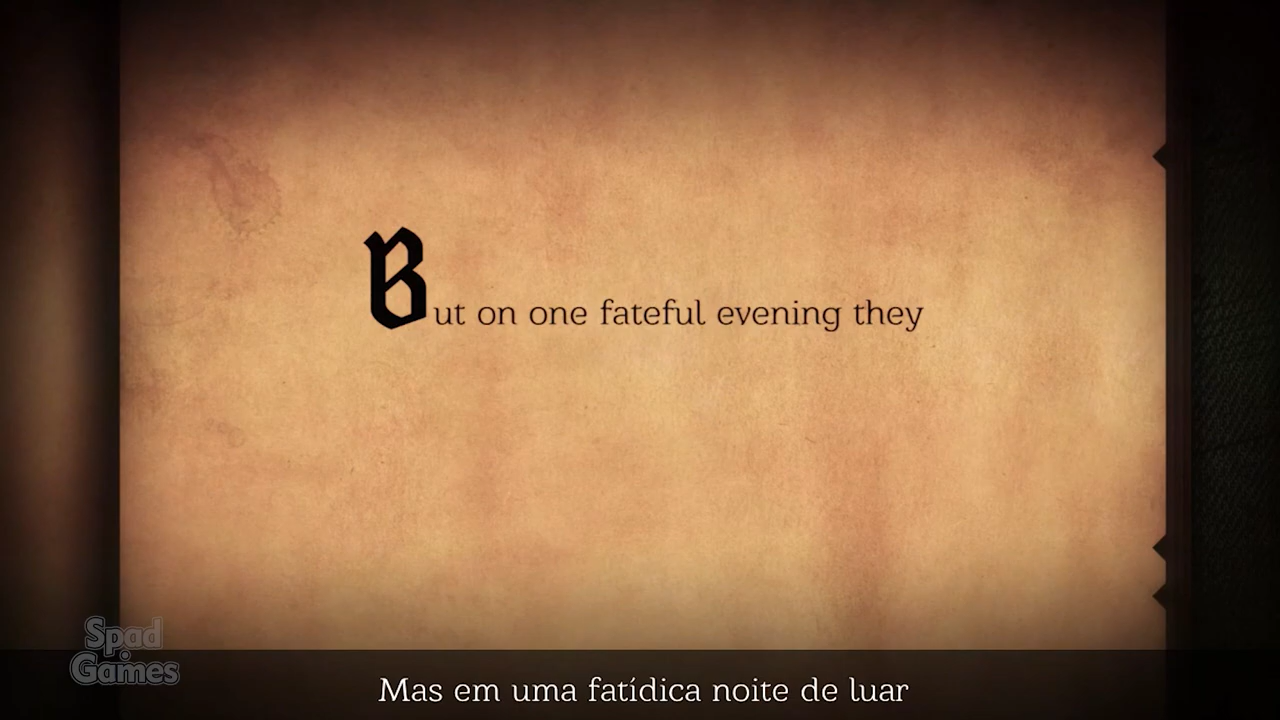 But on one fateful evening they
Spad
Games
Mas em uma fatídica noite de luar